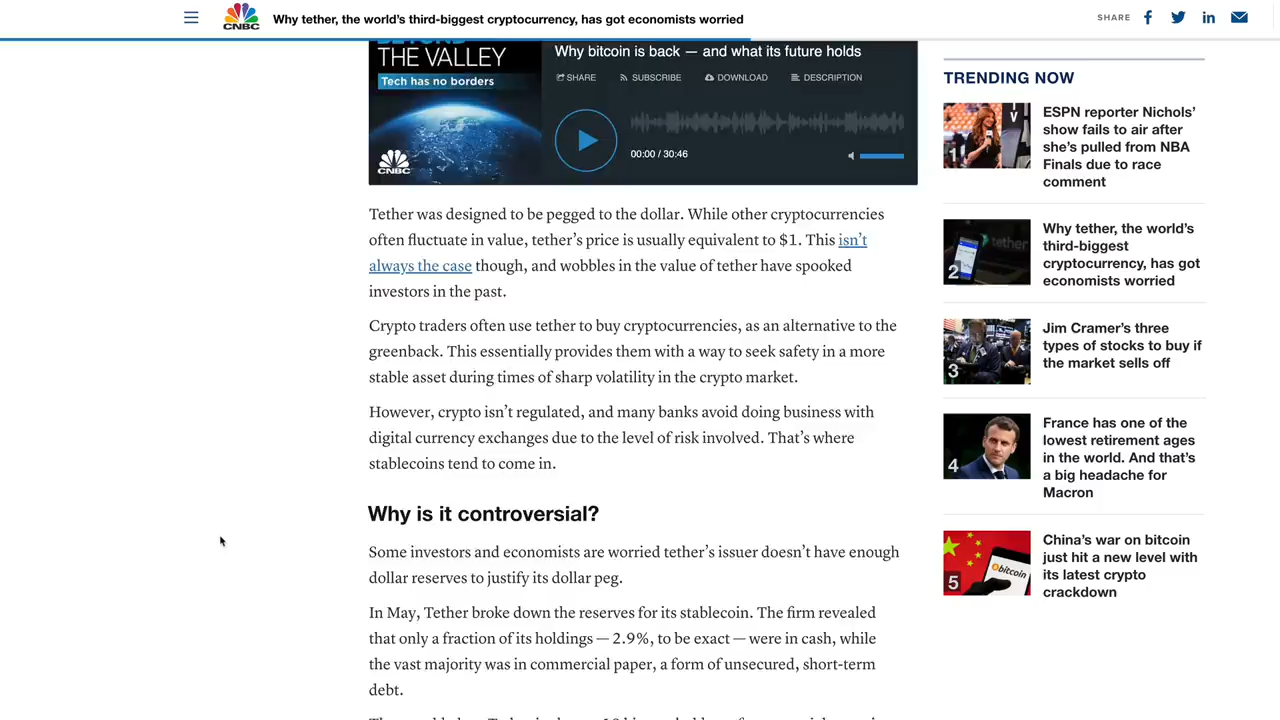 CNBC
Why tether, the world's third-biggest cryptocurrency, has got economists worried
SHARE
BEYOND
THE VALLEY
Tech has no borders
CNBC
Why bitcoin is back — and what its future holds
SHARE
SUBSCRIBE
DOWNLOAD
DESCRIPTION
00:00 / 30:46
Tether was designed to be pegged to the dollar. While other cryptocurrencies
often fluctuate in value, tether's price is usually equivalent to $1. This isn't
always the case though, and wobbles in the value of tether have spooked
investors in the past.
Crypto traders often use tether to buy cryptocurrencies, as an alternative to the
greenback. This essentially provides them with a way to seek safety in a more
stable asset during times of sharp volatility in the crypto market.
However, crypto isn't regulated, and many banks avoid doing business with
digital currency exchanges due to the level of risk involved. That's where
stablecoins tend to come in.
Why is it controversial?
Some investors and economists are worried tether's issuer doesn't have enough
dollar reserves to justify its dollar peg.
In May, Tether broke down the reserves for its stablecoin. The firm revealed
that only a fraction of its holdings — 2.9%, to be exact — were in cash, while
the vast majority was in commercial paper, a form of unsecured, short-term
debt.
TRENDING NOW
1
V
ESPN reporter Nichols'
show fails to air after
she's pulled from NBA
Finals due to race
comment
2
tether
Why tether, the world's
third-biggest
cryptocurrency, has got
economists worried
3
Jim Cramer's three
types of stocks to buy if
the market sells off
4
France has one of the
lowest retirement ages
in the world. And that's
a big headache for
Macron
5
bitcoin
China's war on bitcoin
just hit a new level with
its latest crypto
crackdown